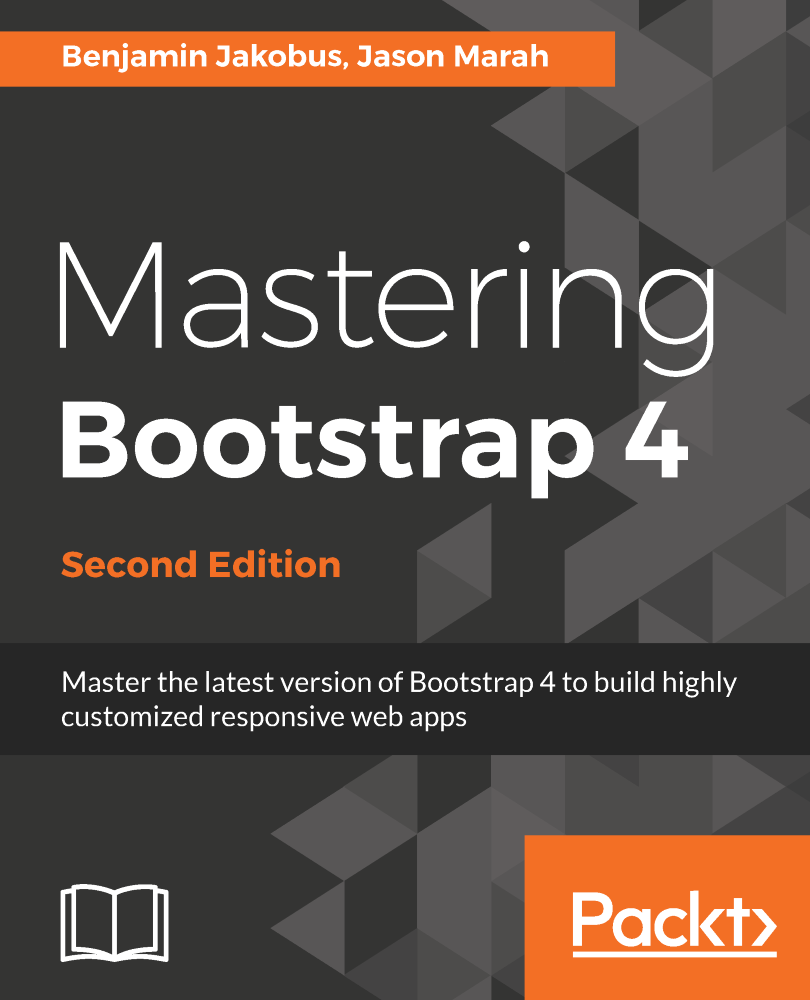 Benjamin Jakobus, Jason Marah
Mastering
Bootstrap 4
Second Edition
Master the latest version of Bootstrap 4 to build highly
customized responsive web apps
Packt